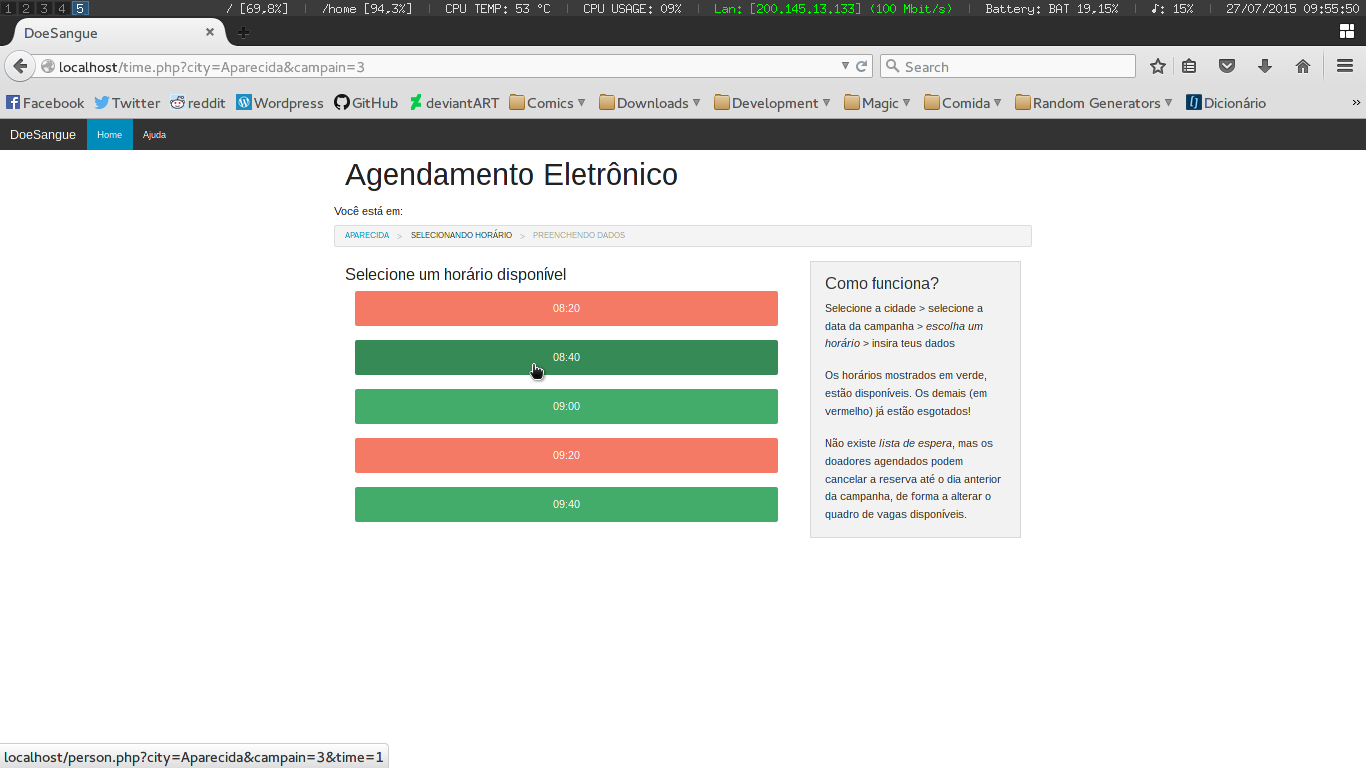 1 2 3 4 5 / [69,8%] | /home [94,3%] | CPU TEMP: 53 °C | CPU USAGE: 09% | Lan: [200.145.13.133] (100 Mbit/s) | Battery: BAT 19,15% | ♪: 15% | 27/07/2015 09:55:50
DoeSangue
localhost/time.php?city=Aparecida&campain=3 Search
Facebook Twitter reddit Wordpress GitHub deviantART Comics Downloads Development Magic Comida Random Generators Dicionário »
DoeSangue Home Ajuda
Agendamento Eletrônico
Você está em:
APARECIDA > SELECIONANDO HORÁRIO > PREENCHENDO DADOS
Selecione um horário disponível
08:20
08:40
09:00
09:20
09:40
Como funciona?
Selecione a cidade > selecione a
data da campanha > escolha um
horário > insira teus dados
Os horários mostrados em verde,
estão disponíveis. Os demais (em
vermelho) já estão esgotados!
Não existe lista de espera, mas os
doadores agendados podem
cancelar a reserva até o dia anterior
da campanha, de forma a alterar o
quadro de vagas disponíveis.
localhost/person.php?city=Aparecida&campain=3&time=1